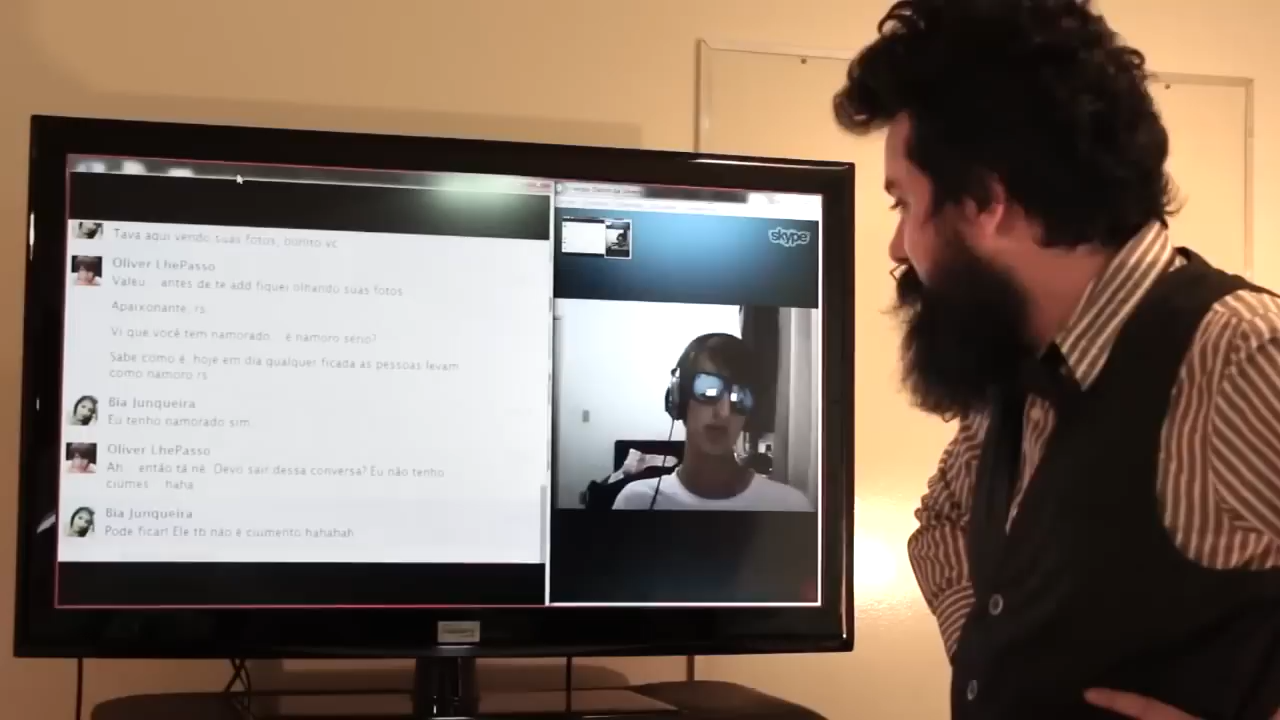 Tava aqui vendo suas fotos, bunito vc
Oliver LhePasso
Valeu... antes de te add fiquei olhando suas fotos
Apaixonante, rs.
Vi que você tem namorado... é namoro sério?
Sabe como é, hoje em dia qualquer ficada as pessoas levam
como namoro rs
Bia Junqueira
Eu tenho namorado sim.
Oliver LhePasso
Ah... então tá né. Devo sair dessa conversa? Eu não tenho
ciúmes... haha
Bia Junqueira
Pode ficar! Ele tb não é ciumento hahahah
skype